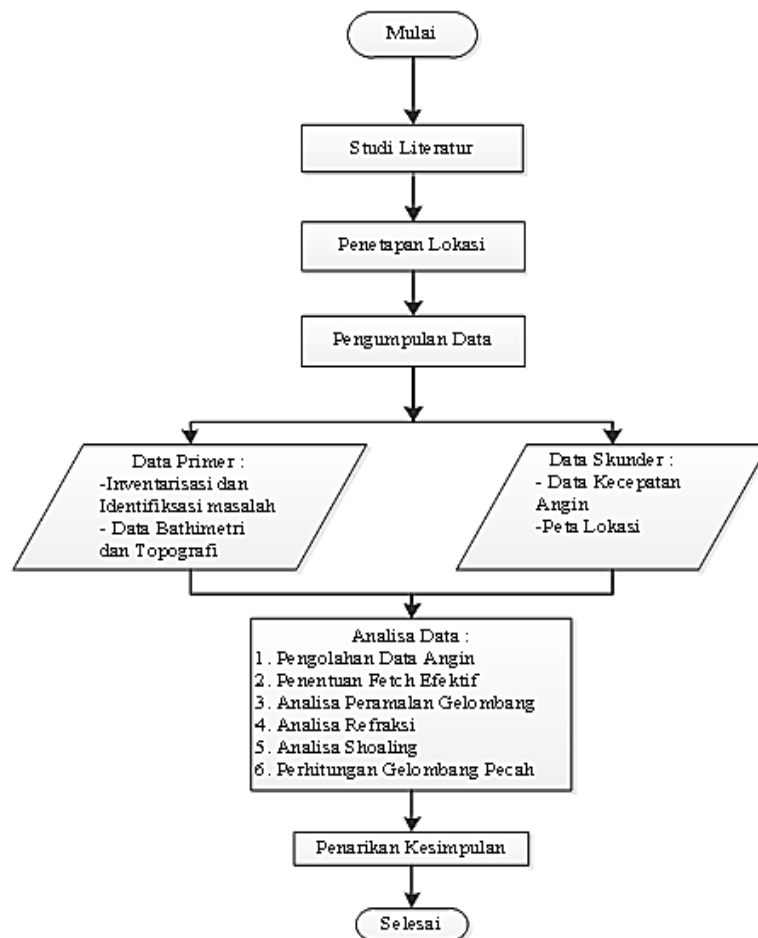 Mulai
Studi Literatur
Penetapan Lokasi
Pengumpulan Data
Data Primer :
-Inventarisasi dan
Identifiksasi masalah
- Data Bathimetri
dan Topografi
Data Skunder :
- Data Kecepatan
Angin
-Peta Lokasi
Analisa Data :
1. Pengolahan Data Angin
2. Penentuan Fetch Efektif
3. Analisa Peramalan Gelombang
4. Analisa Refraksi
5. Analisa Shoaling
6. Perhitungan Gelombang Pecah
Penarikan Kesimpulan
Selesai